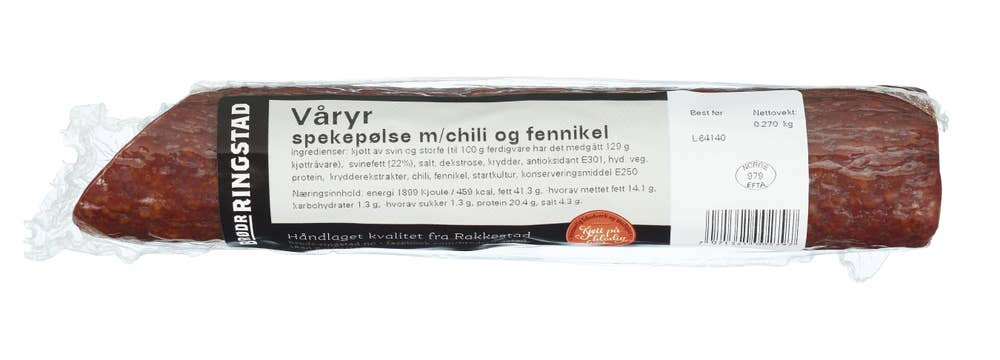 BRØDR RINGSTAD
Våryr
spekepølse m/chili og fennikel
Ingredienser: kjøtt av svin og storfe (til 100 g ferdigvare har det medgått 129 g
kjøttråvare), svinefett (22%), salt, dekstrose, krydder, antioksidant E301, hyd. veg.
protein, krydderekstrakter, chili, fennikel, startkultur, konserveringsmiddel E250
Næringsinnhold: energi 1899 Kjoule / 459 kcal, fett 41.3 g, -hvorav mettet fett 14.1 g,
karbohydrater 1.3 g, -hvorav sukker 1.3 g, protein 20.4 g, salt 4.3 g.
Håndlaget kvalitet fra Rakkestad
Kjøtt på
Best før
Nettovekt:
0.270 kg
L64140
NORGE
979
EFTA